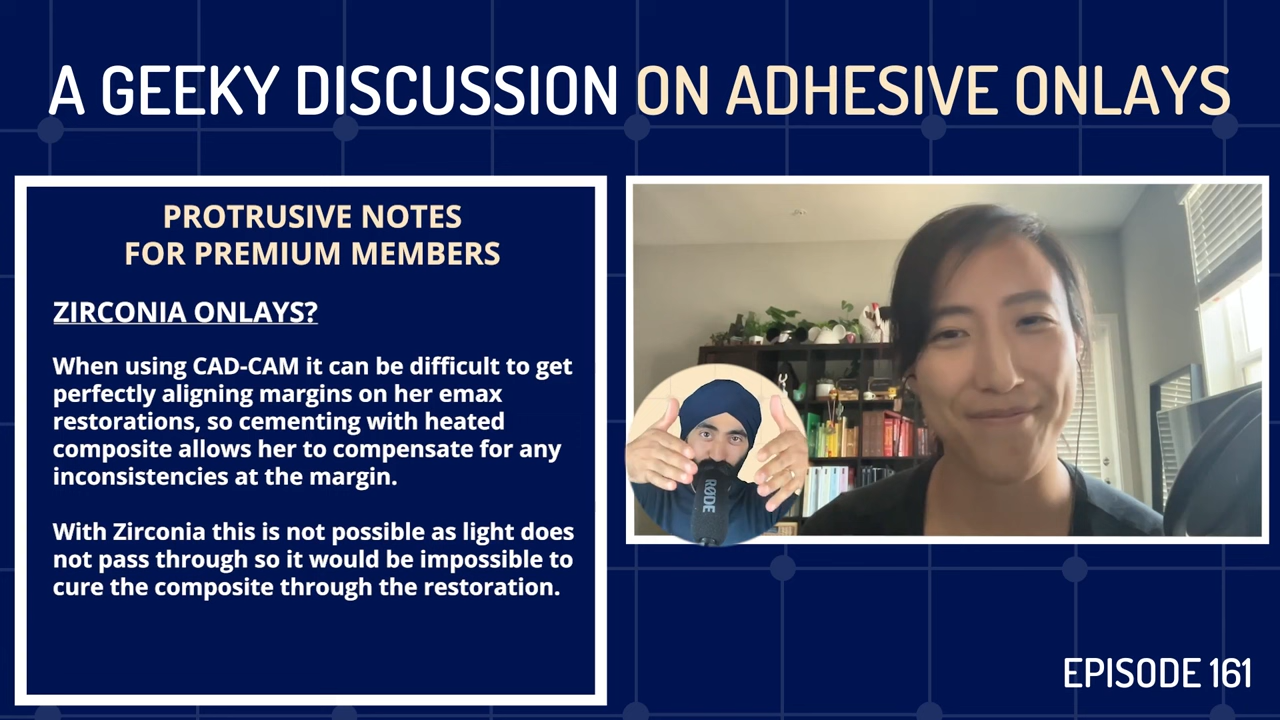 A GEEKY DISCUSSION ON ADHESIVE ONLAYS
PROTRUSIVE NOTES
FOR PREMIUM MEMBERS
ZIRCONIA ONLAYS?
When using CAD-CAM it can be difficult to get
perfectly aligning margins on her emax
restorations, so cementing with heated
composite allows her to compensate for any
inconsistencies at the margin.
With Zirconia this is not possible as light does
not pass through so it would be impossible to
cure the composite through the restoration.
RØDE
EPISODE 161